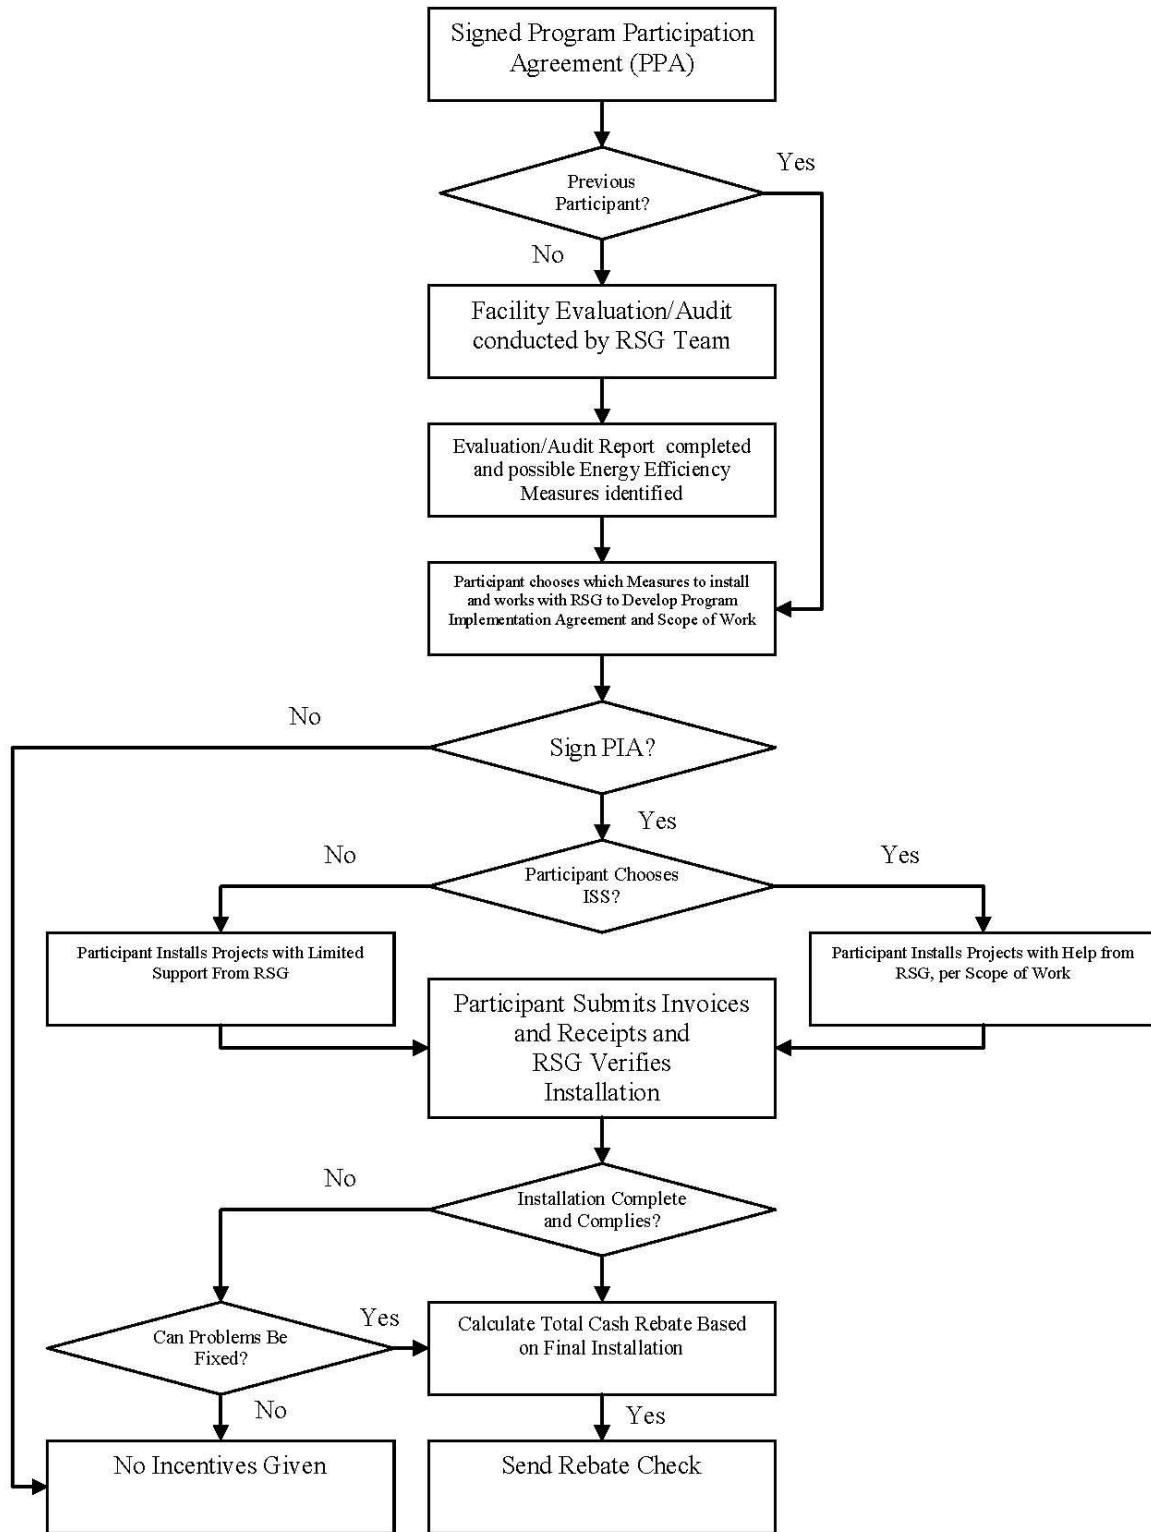 Signed Program Participation
Agreement (PPA)
Yes
Previous
Participant?
No
Facility Evaluation/Audit
conducted by RSG Team
Evaluation/Audit Report completed
and possible Energy Efficiency
Measures identified
Participant chooses which Measures to install
and works with RSG to Develop Program
Implementation Agreement and Scope of Work
No
Sign PIA?
Yes
No
Participant Chooses
ISS?
Yes
Participant Installs Projects with Limited
Support From RSG
Participant Installs Projects with Help from
RSG, per Scope of Work
Participant Submits Invoices
and Receipts and
RSG Verifies
Installation
No
Installation Complete
and Complies?
Can Problems Be
Fixed?
Yes
Calculate Total Cash Rebate Based
on Final Installation
No
Yes
No Incentives Given
Send Rebate Check